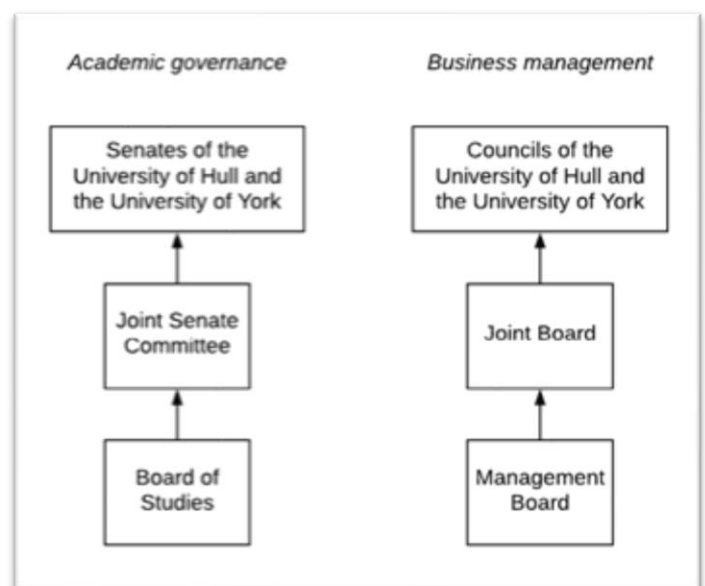 Academic governance
Business management
Senates of the
University of Hull and
the University of York
Councils of the
University of Hull and
the University of York
Joint Senate
Committee
Joint Board
Board of
Studies
Management
Board